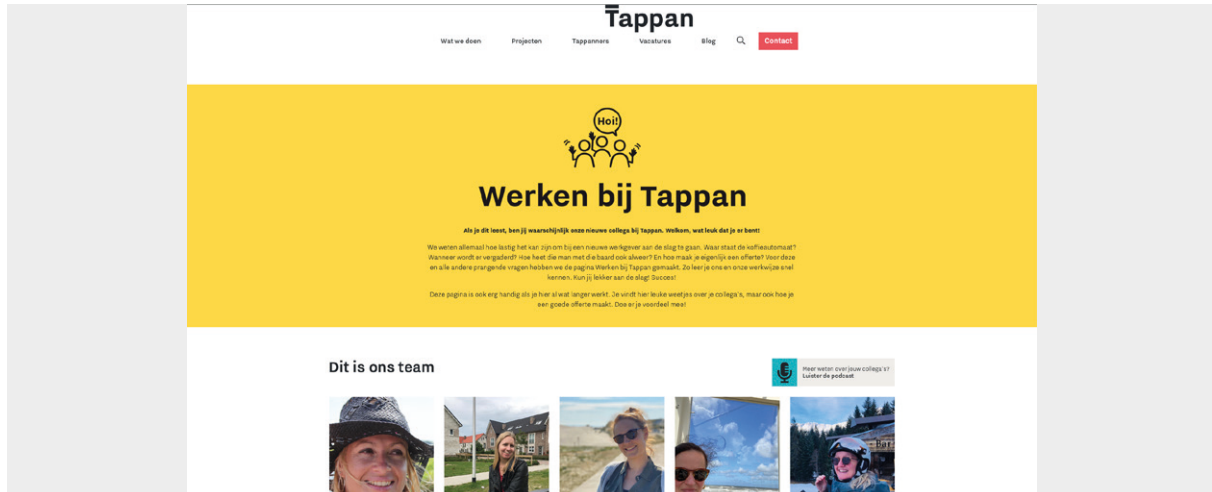 Tappan
Wat we doen Projecten Tappanners Vacatures Blog Contact
Hoi!
Werken bij Tappan
Als je dit leest, ben jij waarschijnlijk onze nieuwe collega bij Tappan. Welkom, wat leuk dat je er bent!
We weten allemaal hoe lastig het kan zijn om bij een nieuwe werkgever aan de slag te gaan. Waar staat de koffieautomaat?
Wanneer wordt er vergaderd? Hoe heet die man met die baard ook alweer? En hoe maak je eigenlijk een offerte? Voor deze
en alle andere prangende vragen hebben we de pagina Werken bij Tappan gemaakt. Zo leer je ons en onze werkwijze snel
kennen. Kun jij lekker aan de slag! Succes!
Deze pagina is ook erg handig als je hier al wat langer werkt. Je vindt hier leuke weetjes over je collega's, maar ook hoe je
een goede offerte maakt. Doe er je voordeel mee!
Dit is ons team
Meer weten over jouw collega's?
Luister de podcast
Bar